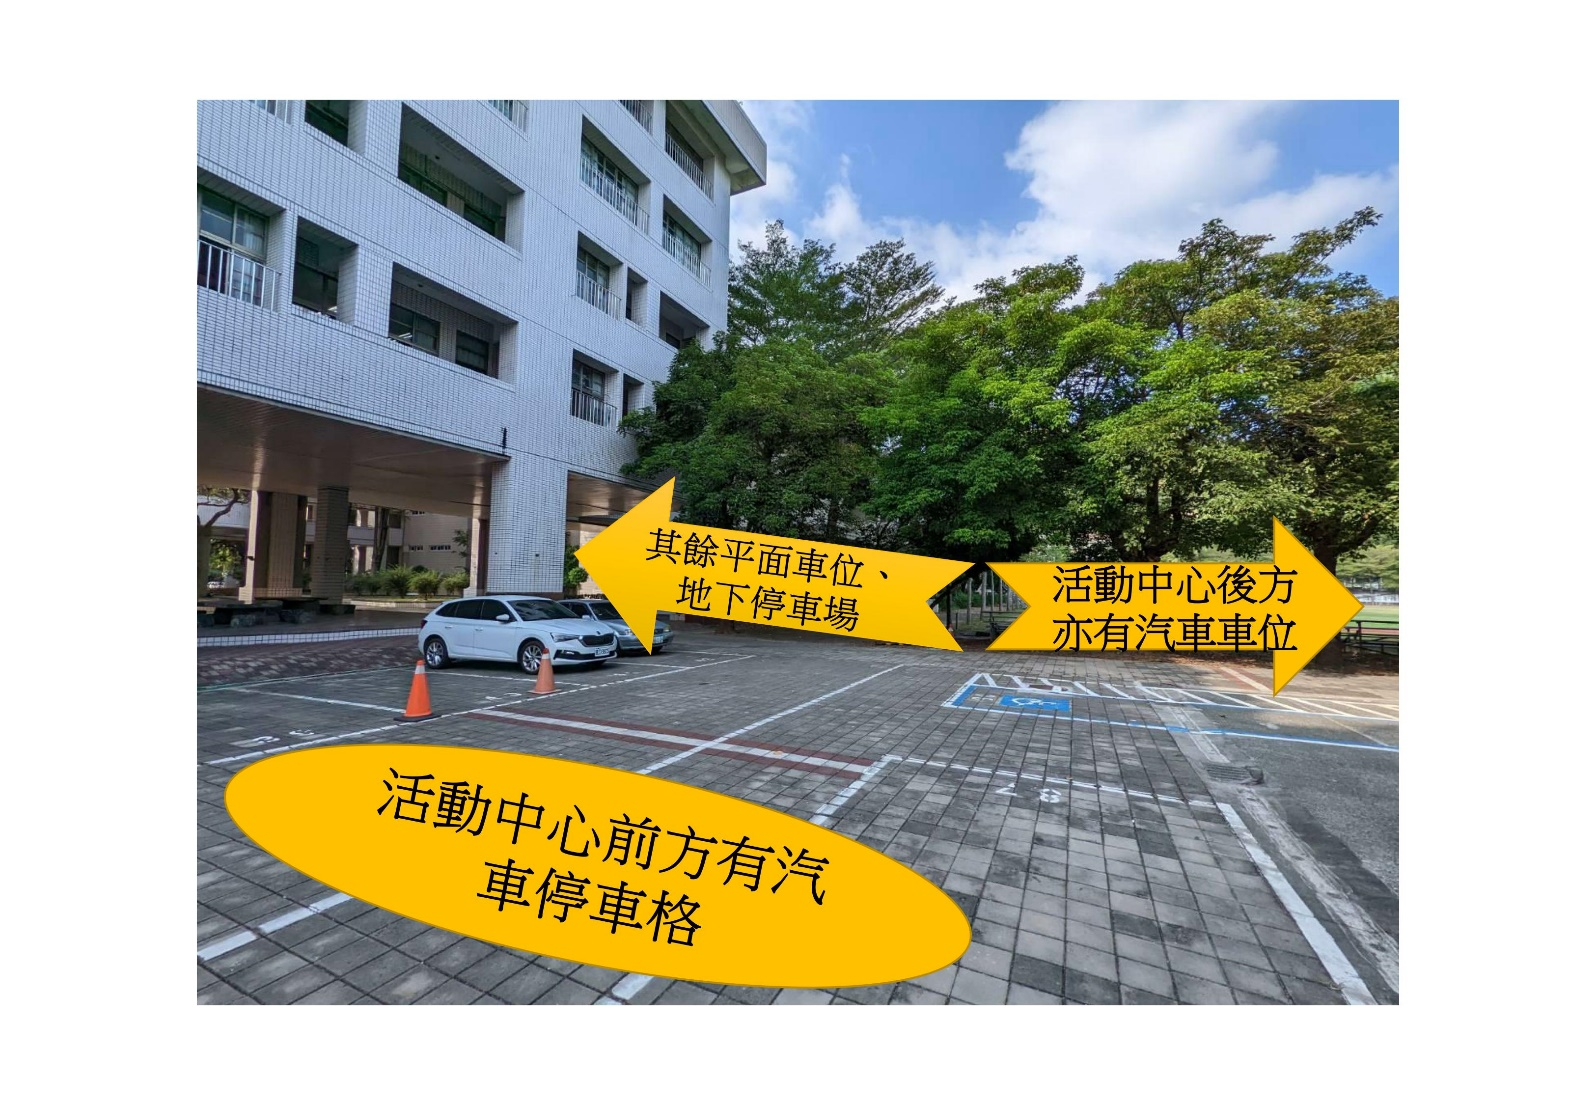 其餘平面車位、
地下停車場
活動中心後方
亦有汽車車位
活動中心前方有汽
車停車格